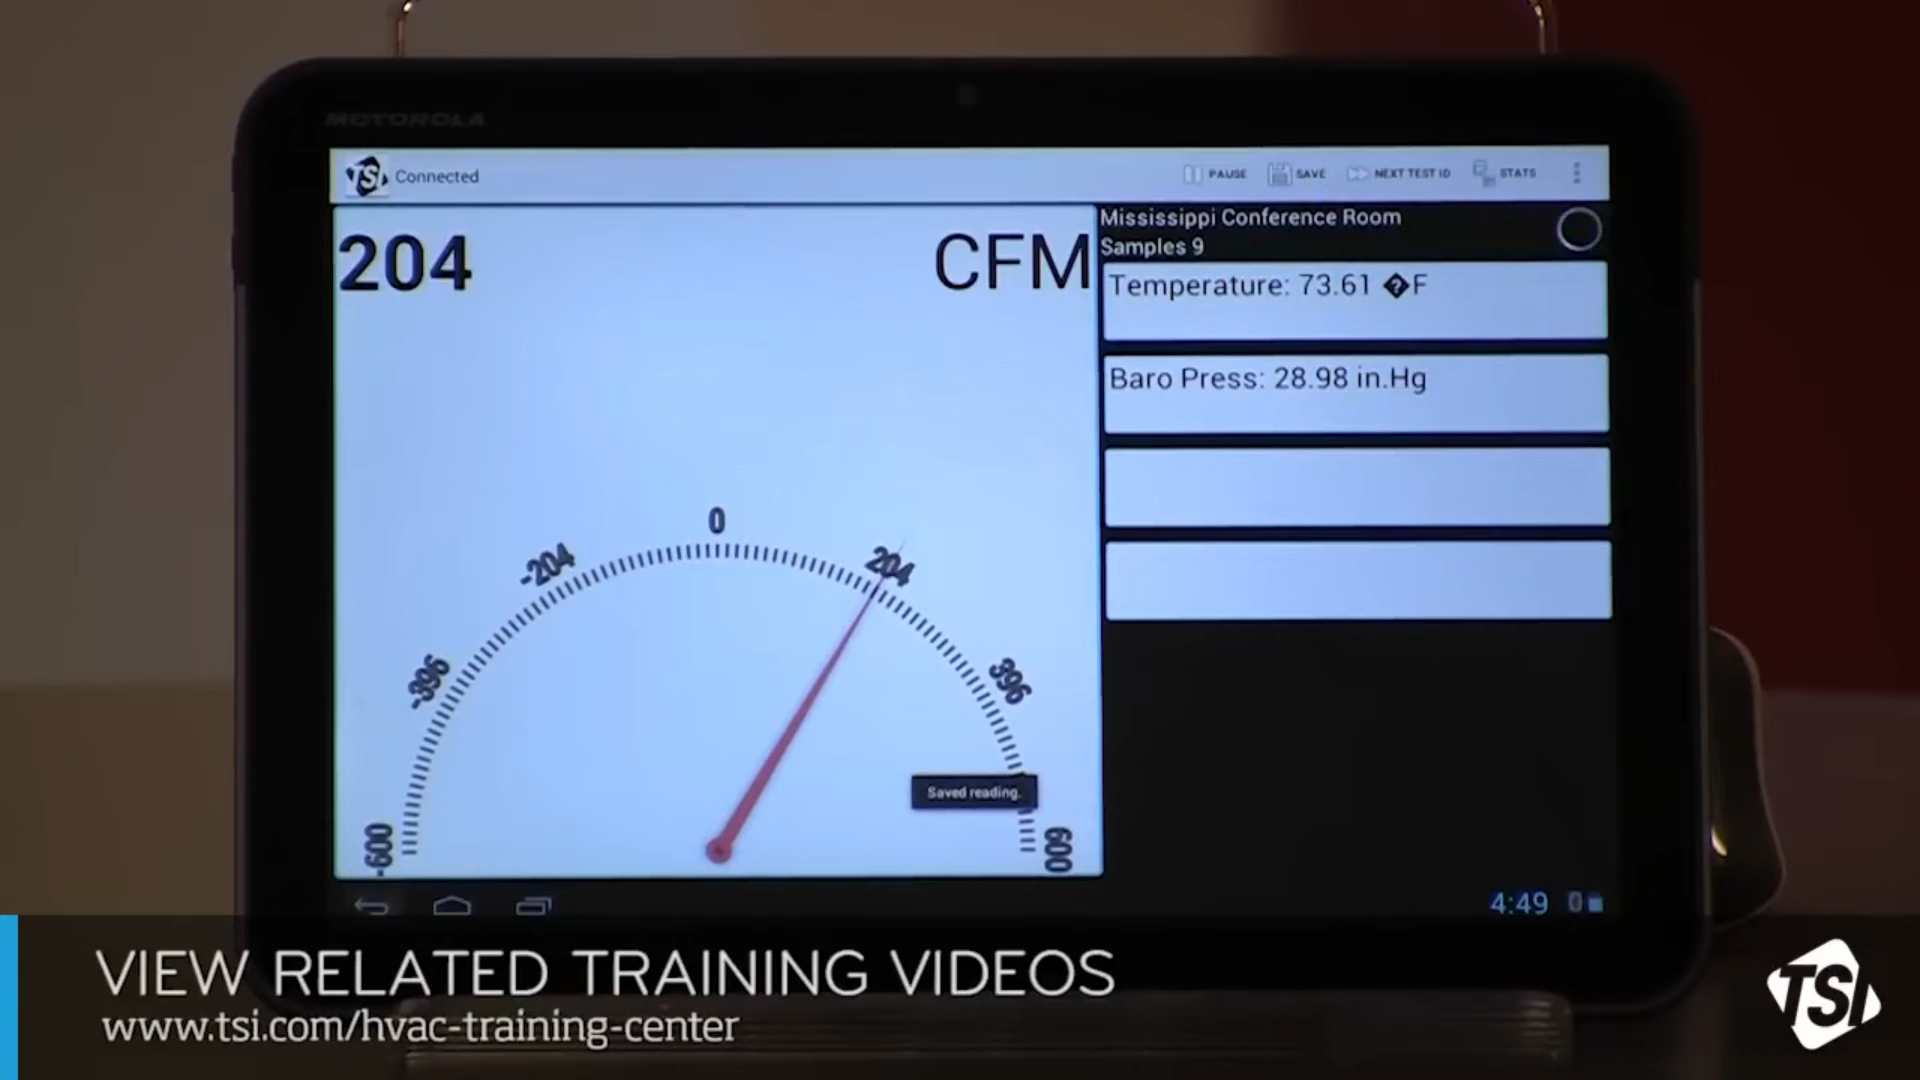 MOTOROLA
TSI Connected
PAUSE SAVE NEXT TEST ID STATS
204 CFM
Mississippi Conference Room
Samples 9
Temperature: 73.61 �F
Baro Press: 28.98 in.Hg
0
-204 204
-396 396
-600 600
Saved reading.
4:49
VIEW RELATED TRAINING VIDEOS
www.tsi.com/hvac-training-center
TSI